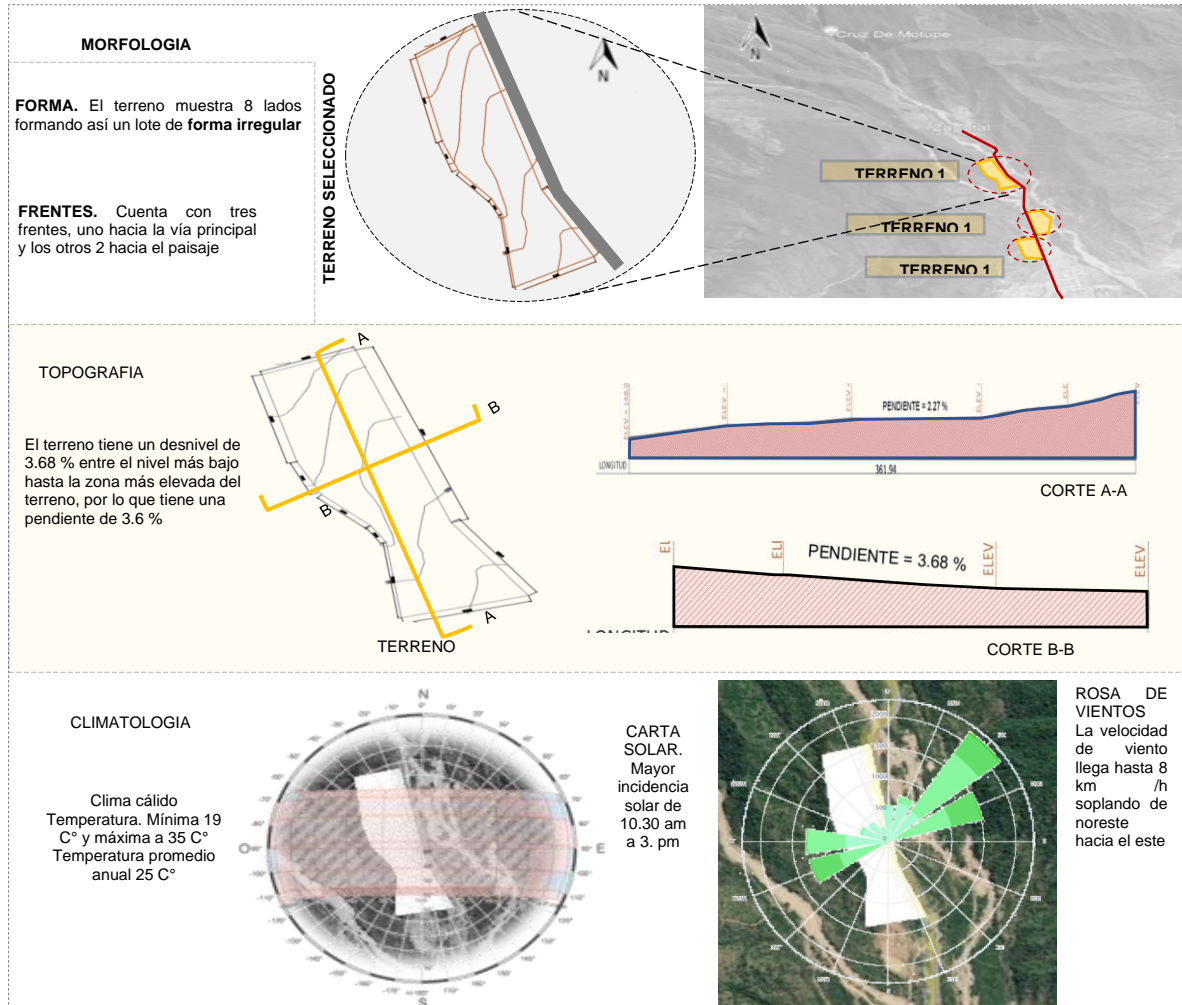 MORFOLOGIA
FORMA. El terreno muestra 8 lados
formando así un lote de forma irregular
FRENTES. Cuenta con tres
frentes, uno hacia la vía principal
y los otros 2 hacia el paisaje
TERRENO SELECCIONADO
N
N
Cruz De Motupe
TERRENO 1
TERRENO 1
TERRENO 1
TOPOGRAFIA
El terreno tiene un desnivel de
3.68 % entre el nivel más bajo
hasta la zona más elevada del
terreno, por lo que tiene una
pendiente de 3.6 %
A
B
B
A
TERRENO
PENDIENTE = 2.27 %
LONGITUD
361.94
CORTE A-A
PENDIENTE = 3.68 %
ELEV
ELEV
CORTE B-B
CLIMATOLOGIA
Clima cálido
Temperatura. Mínima 19
C° y máxima a 35 C°
Temperatura promedio
anual 25 C°
N
O
E
S
CARTA
SOLAR.
Mayor
incidencia
solar de
10.30 am
a 3. pm
2000
1000
500
0
ROSA DE
VIENTOS
La velocidad
de viento
llega hasta 8
km /h
soplando de
noreste
hacia el este